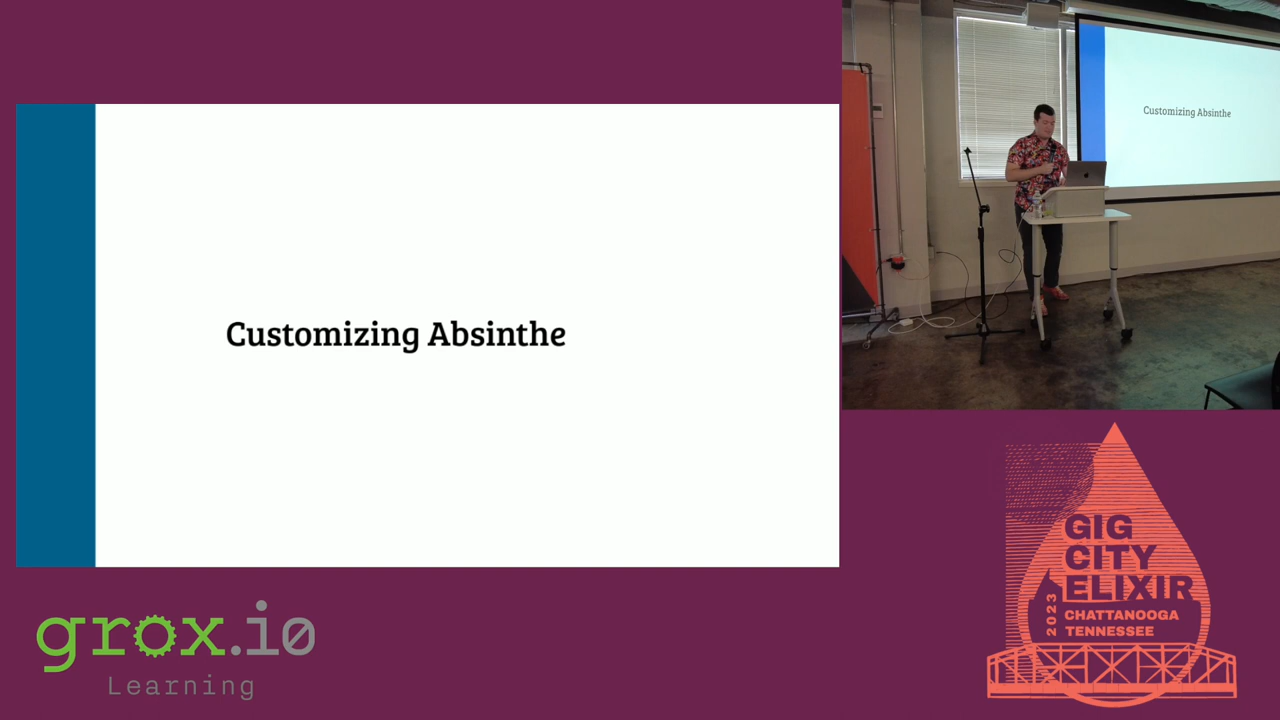 Customizing Absinthe
Customizing Absinthe
grox.io
Learning
GIG
CITY
ELIXIR
2023
CHATTANOOGA
TENNESSEE